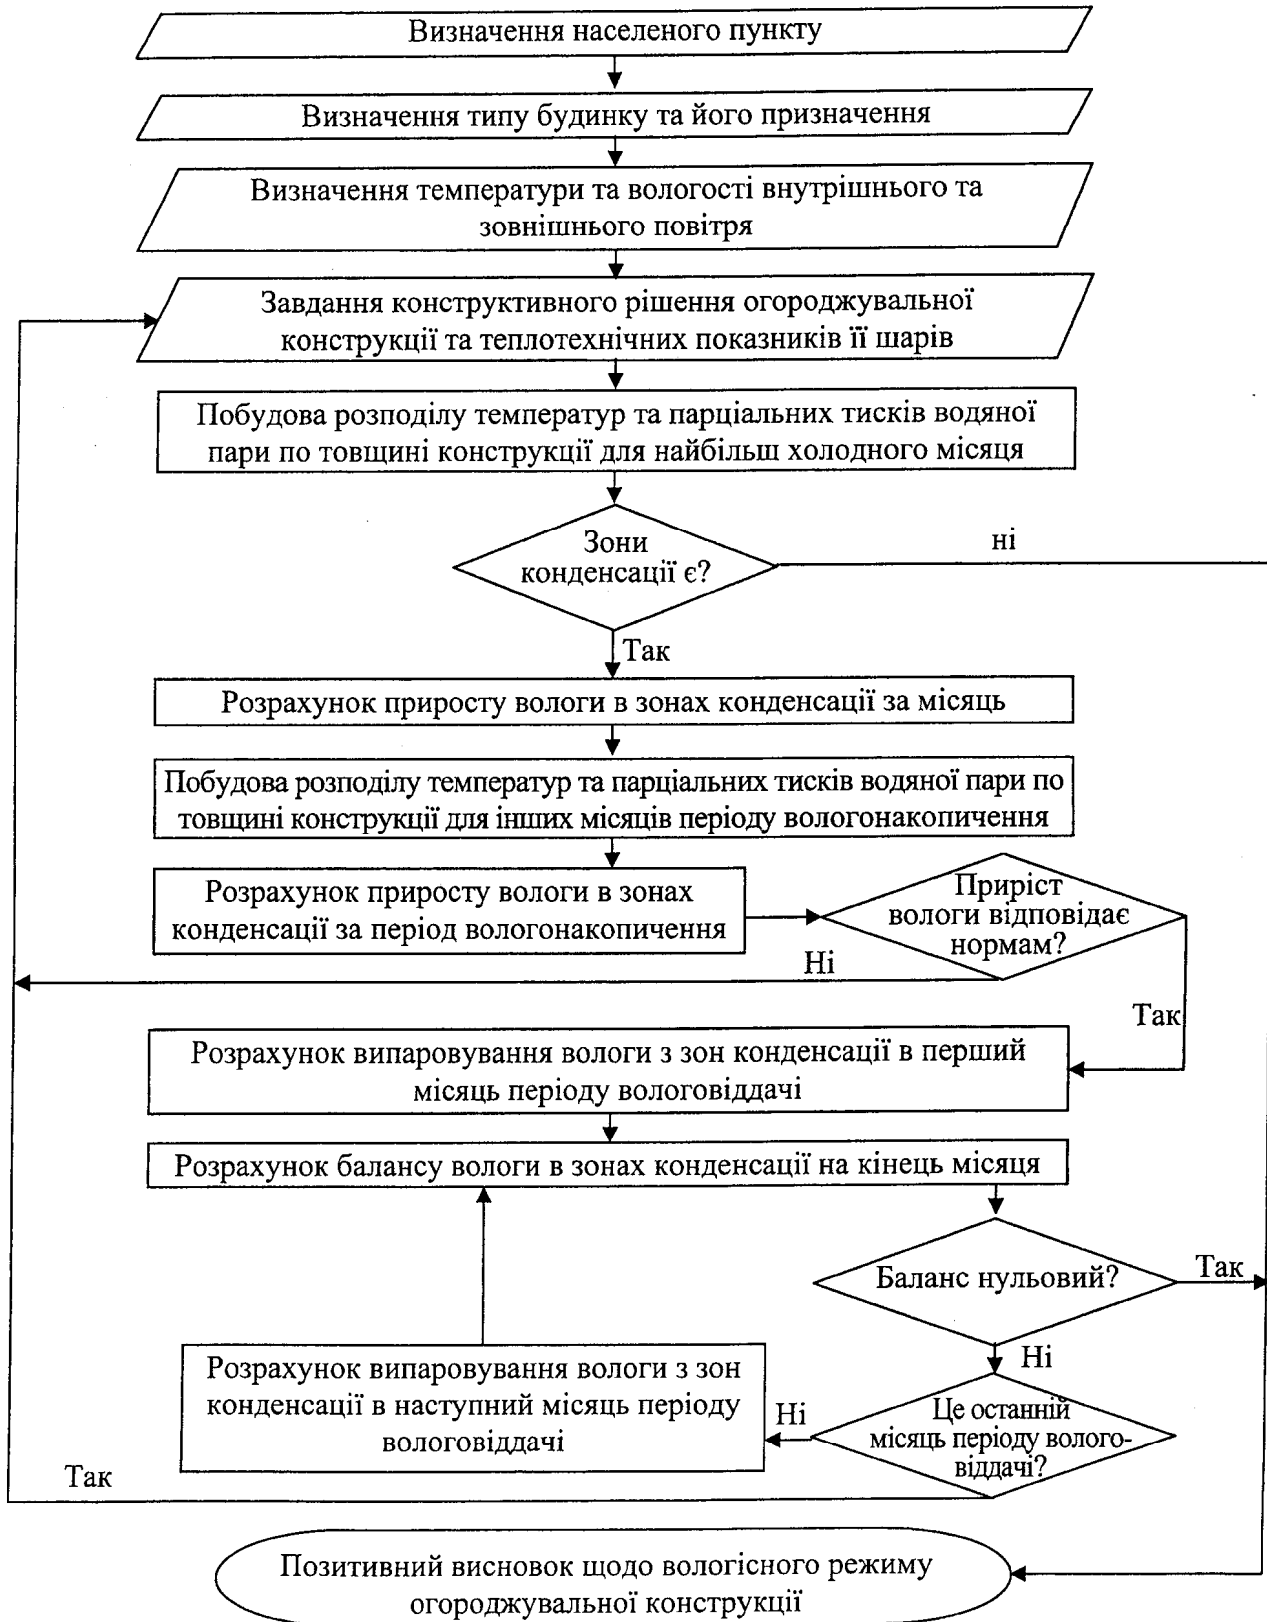 Визначення населеного пункту
Визначення типу будинку та його призначення
Визначення температури та вологості внутрішнього та
зовнішнього повітря
Завдання конструктивного рішення огороджувальної
конструкції та теплотехнічних показників її шарів
Побудова розподілу температур та парціальних тисків водяної
пари по товщині конструкції для найбільш холодного місяця
Зони
конденсації є?
ні
Так
Розрахунок приросту вологи в зонах конденсації за місяць
Побудова розподілу температур та парціальних тисків водяної пари по
товщині конструкції для інших місяців періоду вологонакопичення
Розрахунок приросту вологи в зонах
конденсації за період вологонакопичення
Приріст
вологи відповідає
нормам?
Ні
Так
Розрахунок випаровування вологи з зон конденсації в перший
місяць періоду вологовіддачі
Розрахунок балансу вологи в зонах конденсації на кінець місяця
Баланс нульовий?
Так
Ні
Розрахунок випаровування вологи з зон
конденсації в наступний місяць періоду
вологовіддачі
Ні
Це останній
місяць періоду волого-
віддачі?
Так
Позитивний висновок щодо вологісного режиму
огороджувальної конструкції